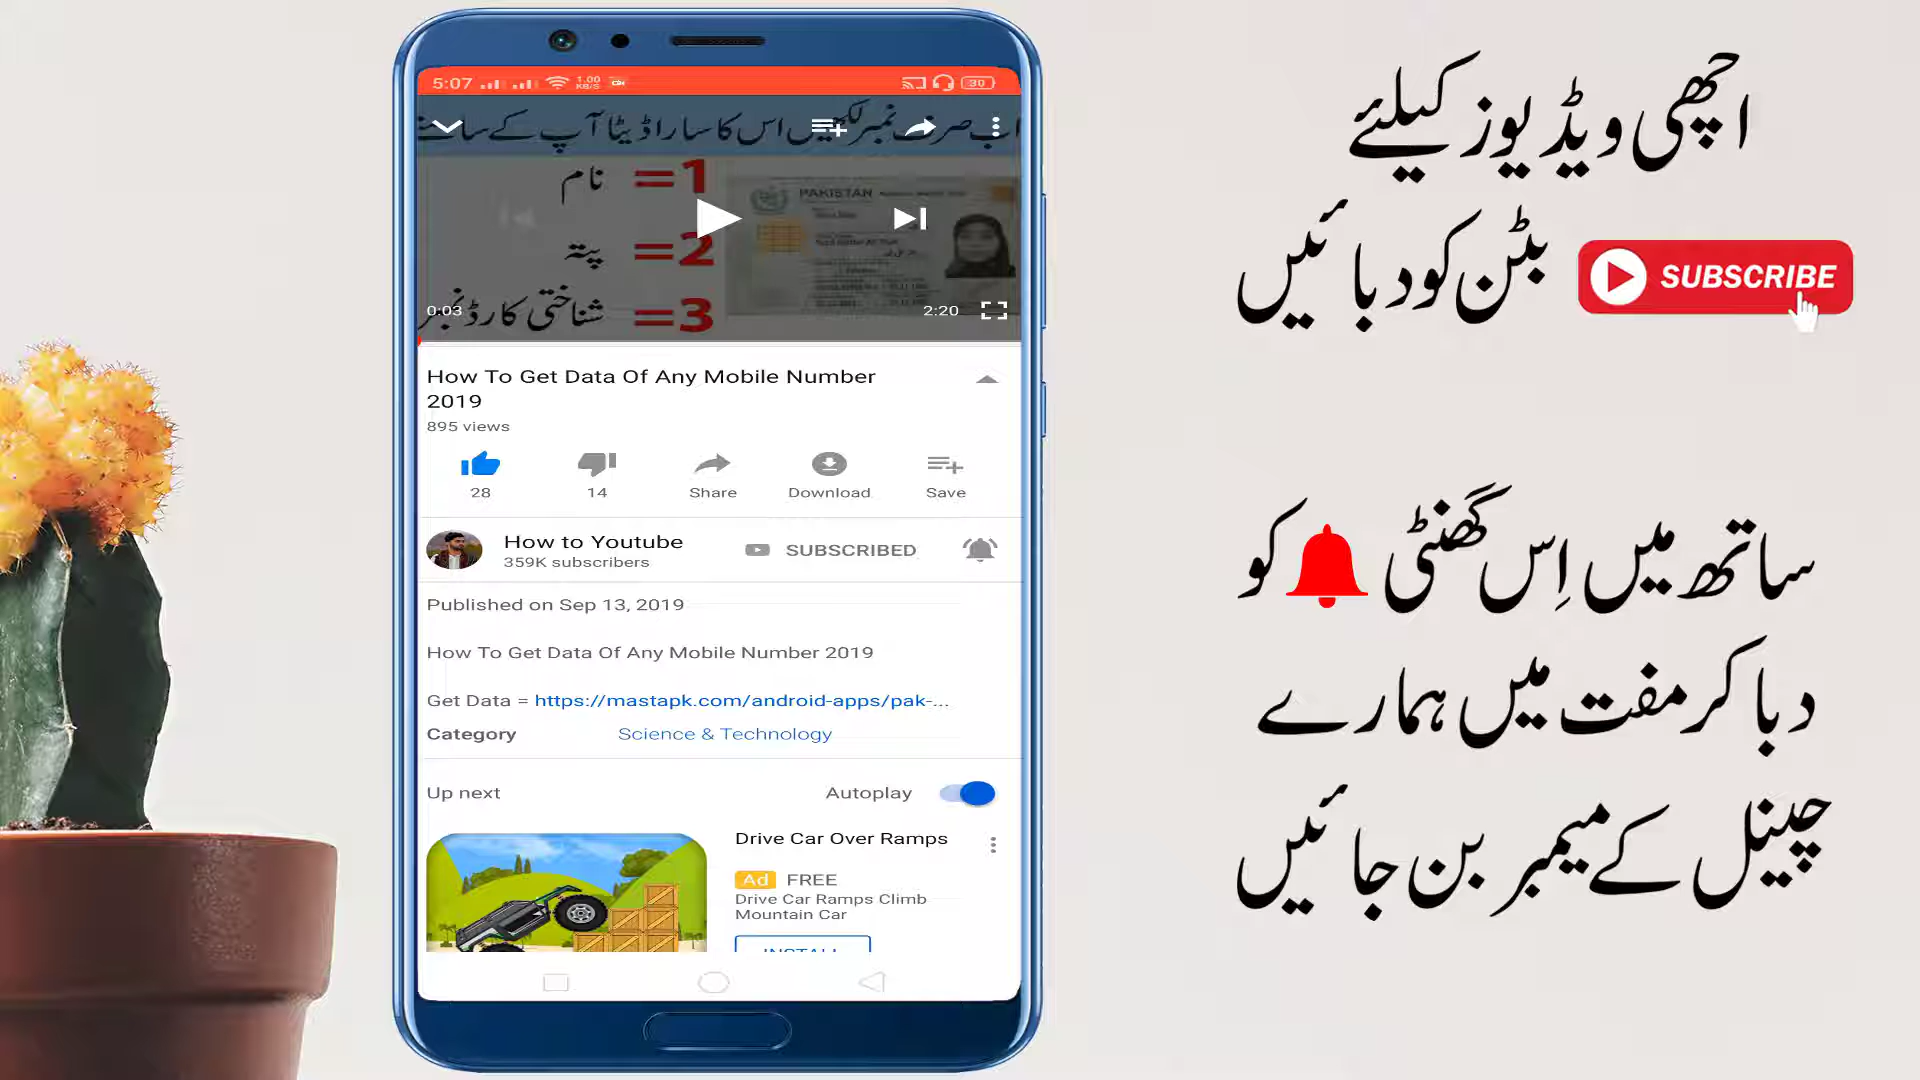 5:07
1.00
KB/S
30
اب صرف نمبر لکھیں اس کا سارا ڈیٹا آپ کے سامنے
1= نام
2= پتہ
3= شناختی کارڈ نمبر
PAKISTAN
0:03
2:20
How To Get Data Of Any Mobile Number
2019
895 views
28
14
Share
Download
Save
How to Youtube
359K subscribers
SUBSCRIBED
Published on Sep 13, 2019
How To Get Data Of Any Mobile Number 2019
Get Data = https://mastapk.com/android-apps/pak-...
Category
Science & Technology
Up next
Autoplay
Drive Car Over Ramps
Ad FREE
Drive Car Ramps Climb
Mountain Car
INSTALL
اچھی ویڈیوز کیلئے
SUBSCRIBE بٹن کو دبائیں
ساتھ میں اِس گھنٹی کو
دبا کر مفت میں ہمارے
چینل کے میمبر بن جائیں